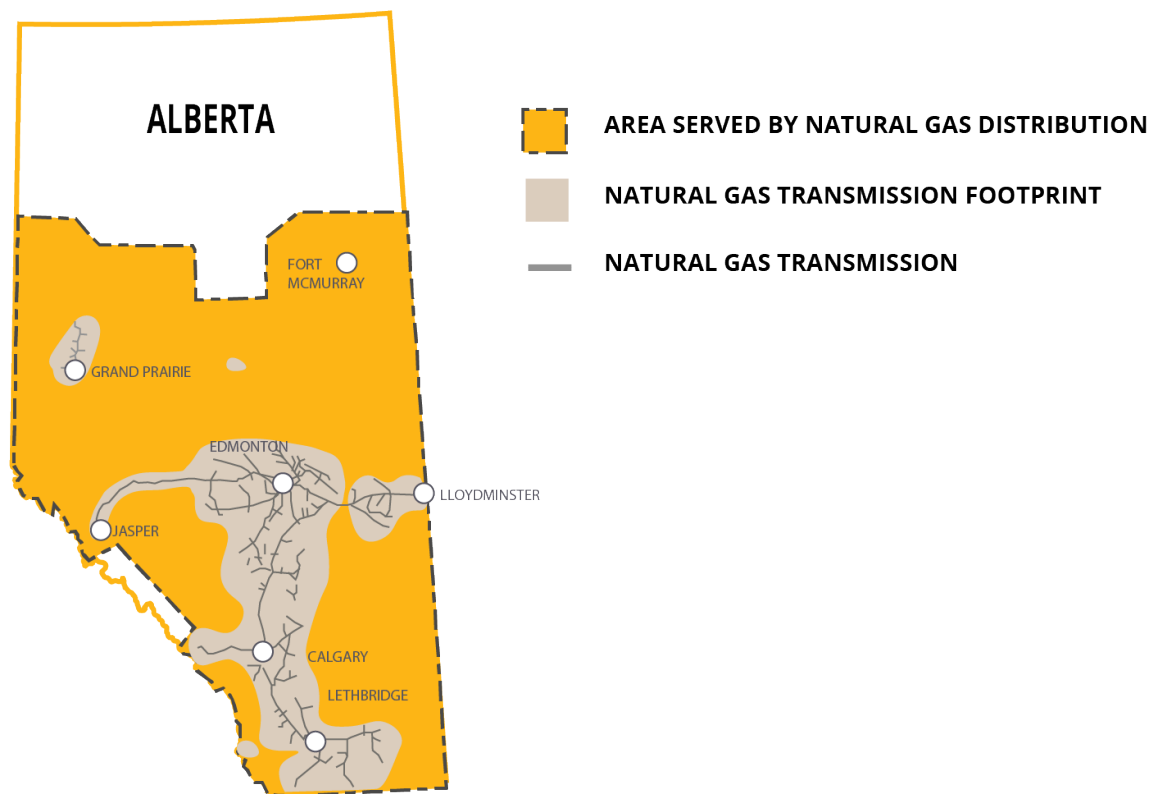 ALBERTA
AREA SERVED BY NATURAL GAS DISTRIBUTION
NATURAL GAS TRANSMISSION FOOTPRINT
NATURAL GAS TRANSMISSION
FORT
MCMURRAY
GRAND PRAIRIE
EDMONTON
LLOYDMINSTER
JASPER
CALGARY
LETHBRIDGE